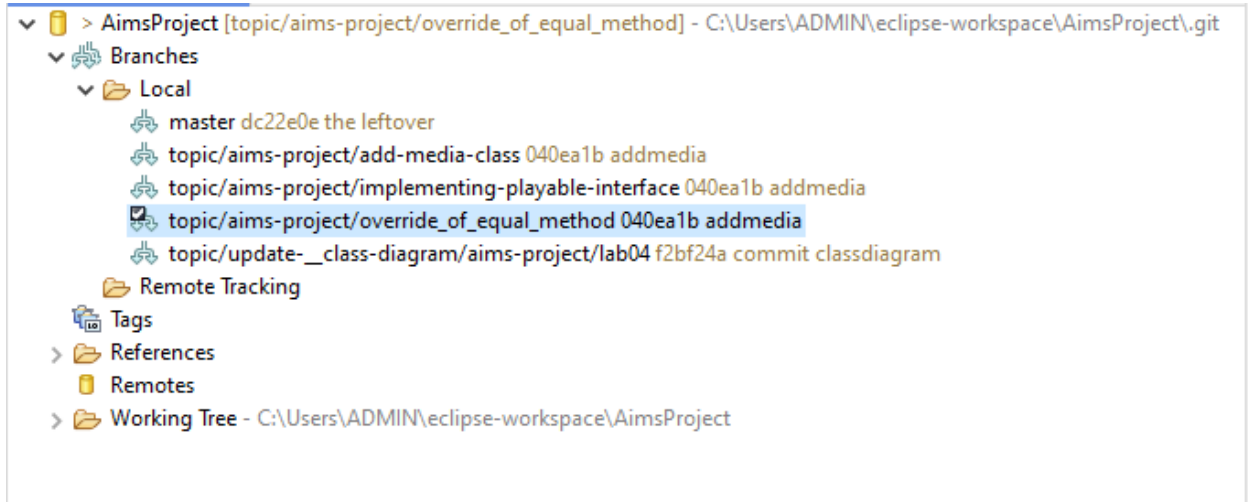 > AimsProject [topic/aims-project/override_of_equal_method] - C:\Users\ADMIN\eclipse-workspace\AimsProject\.git
Branches
Local
master dc22e0e the leftover
topic/aims-project/add-media-class 040ea1b addmedia
topic/aims-project/implementing-playable-interface 040ea1b addmedia
topic/aims-project/override_of_equal_method 040ea1b addmedia
topic/update-__class-diagram/aims-project/lab04 f2bf24a commit classdiagram
Remote Tracking
Tags
References
Remotes
Working Tree - C:\Users\ADMIN\eclipse-workspace\AimsProject